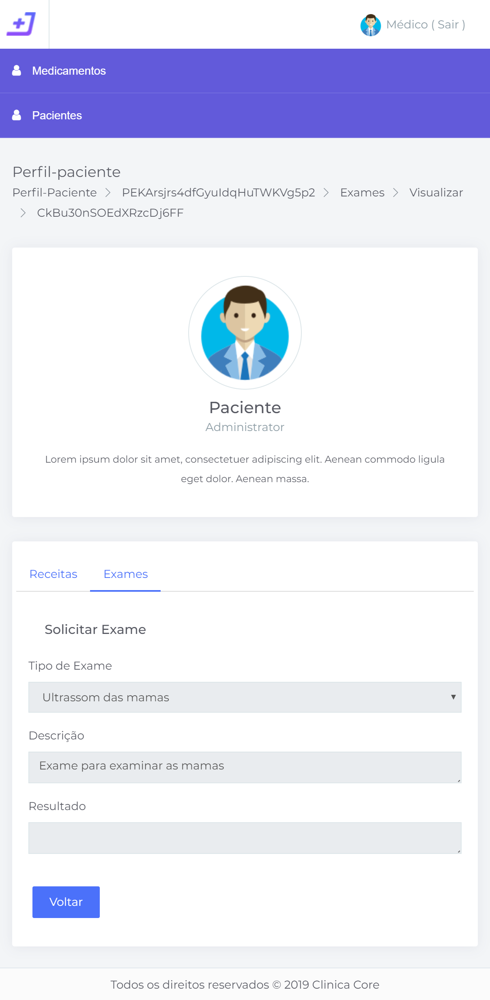 Médico ( Sair )
Medicamentos
Pacientes
Perfil-paciente
Perfil-Paciente > PEKArsjrs4dfGyuIdqHuTWKVg5p2 > Exames > Visualizar
> CkBu30nSOEdXRzcDj6FF
Paciente
Administrator
Lorem ipsum dolor sit amet, consectetuer adipiscing elit. Aenean commodo ligula
eget dolor. Aenean massa.
Receitas Exames
Solicitar Exame
Tipo de Exame
Ultrassom das mamas
Descrição
Exame para examinar as mamas
Resultado
Voltar
Todos os direitos reservados © 2019 Clinica Core